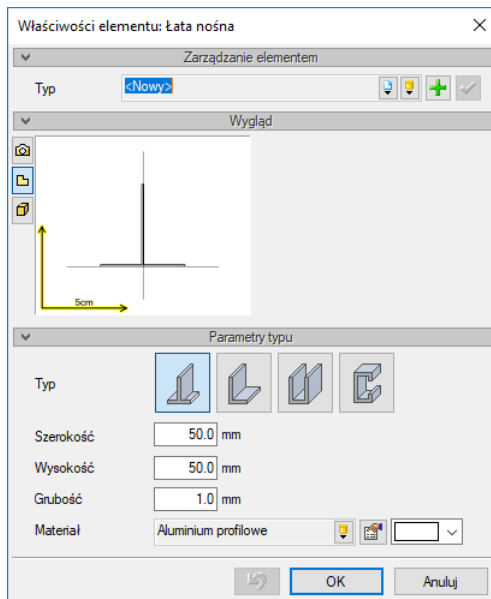 Właściwości elementu: Łata nośna
Zarządzanie elementem
Typ <Nowy>
Wygląd
5cm
Parametry typu
Typ
Szerokość 50.0 mm
Wysokość 50.0 mm
Grubość 1.0 mm
Materiał Aluminium profilowe
OK Anuluj